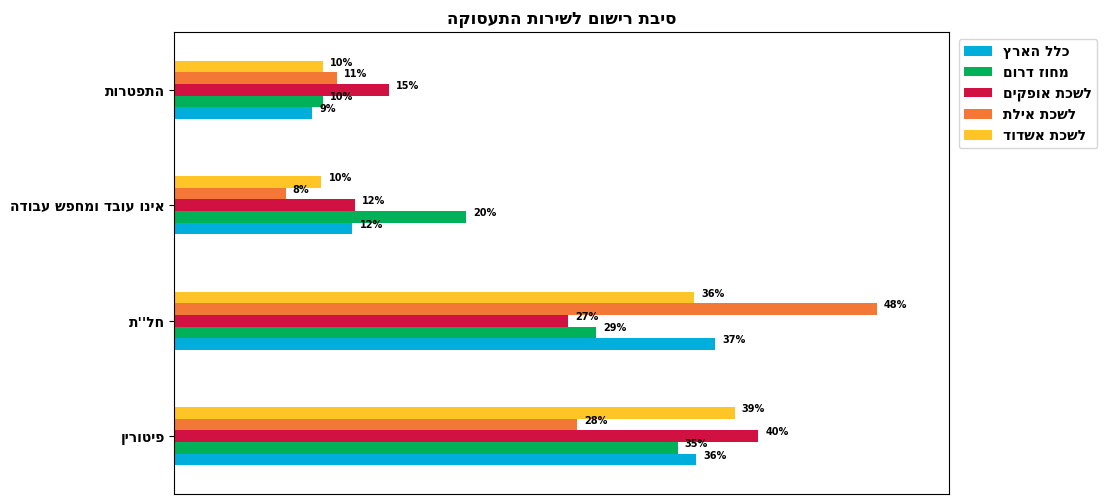 סיבת רישום לשירות התעסוקה
כלל הארץ
מחוז דרום
לשכת אופקים
לשכת אילת
לשכת אשדוד
התפטרות
10%
11%
15%
10%
9%
אינו עובד ומחפש עבודה
10%
8%
12%
20%
12%
חל''ת
36%
48%
27%
29%
37%
פיטורין
39%
28%
40%
35%
36%